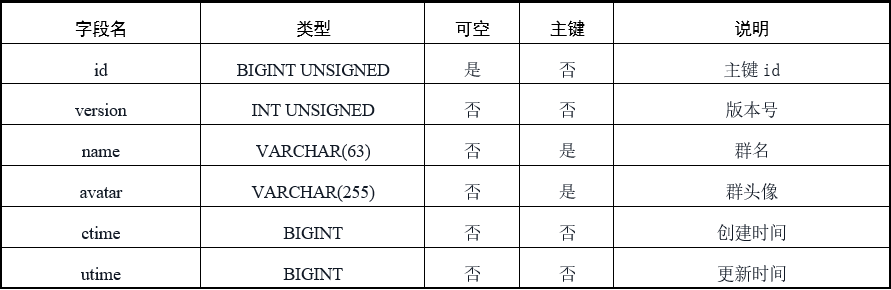 字段名 类型 可空 主键 说明
id BIGINT UNSIGNED 是 否 主键 id
version INT UNSIGNED 否 否 版本号
name VARCHAR(63) 否 是 群名
avatar VARCHAR(255) 否 是 群头像
ctime BIGINT 否 否 创建时间
utime BIGINT 否 否 更新时间